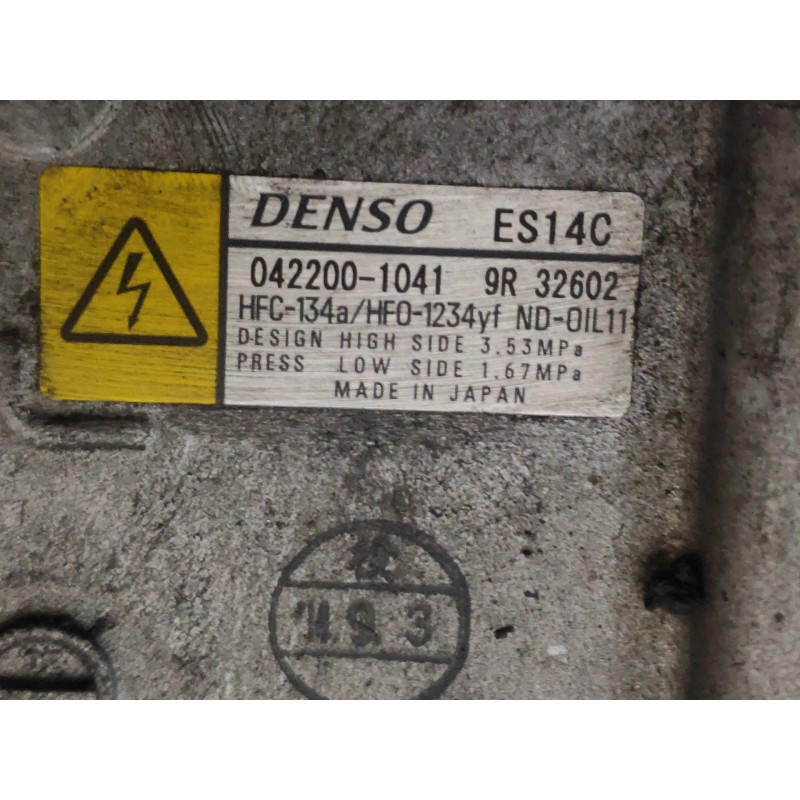 DENSO ES14C
042200-1041 9R 32602
HFC-134a/HFO-1234yf ND-OIL11
DESIGN HIGH SIDE 3.53MPa
PRESS LOW SIDE 1.67MPa
MADE IN JAPAN
'14.9.3